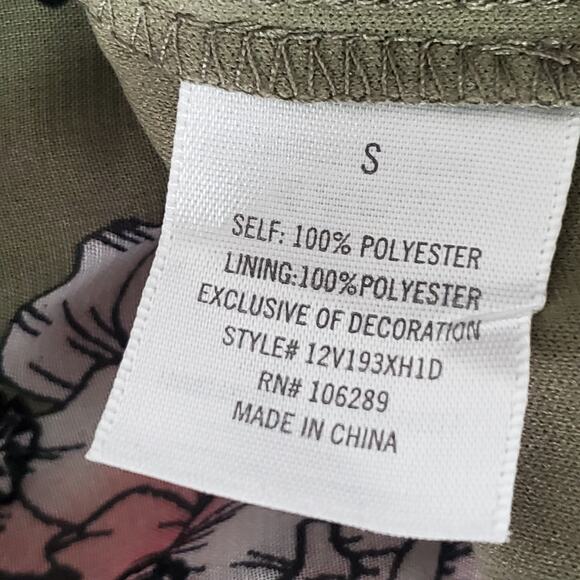 S
SELF: 100% POLYESTER
LINING:100%POLYESTER
EXCLUSIVE OF DECORATION
STYLE# 12V193XH1D
RN# 106289
MADE IN CHINA